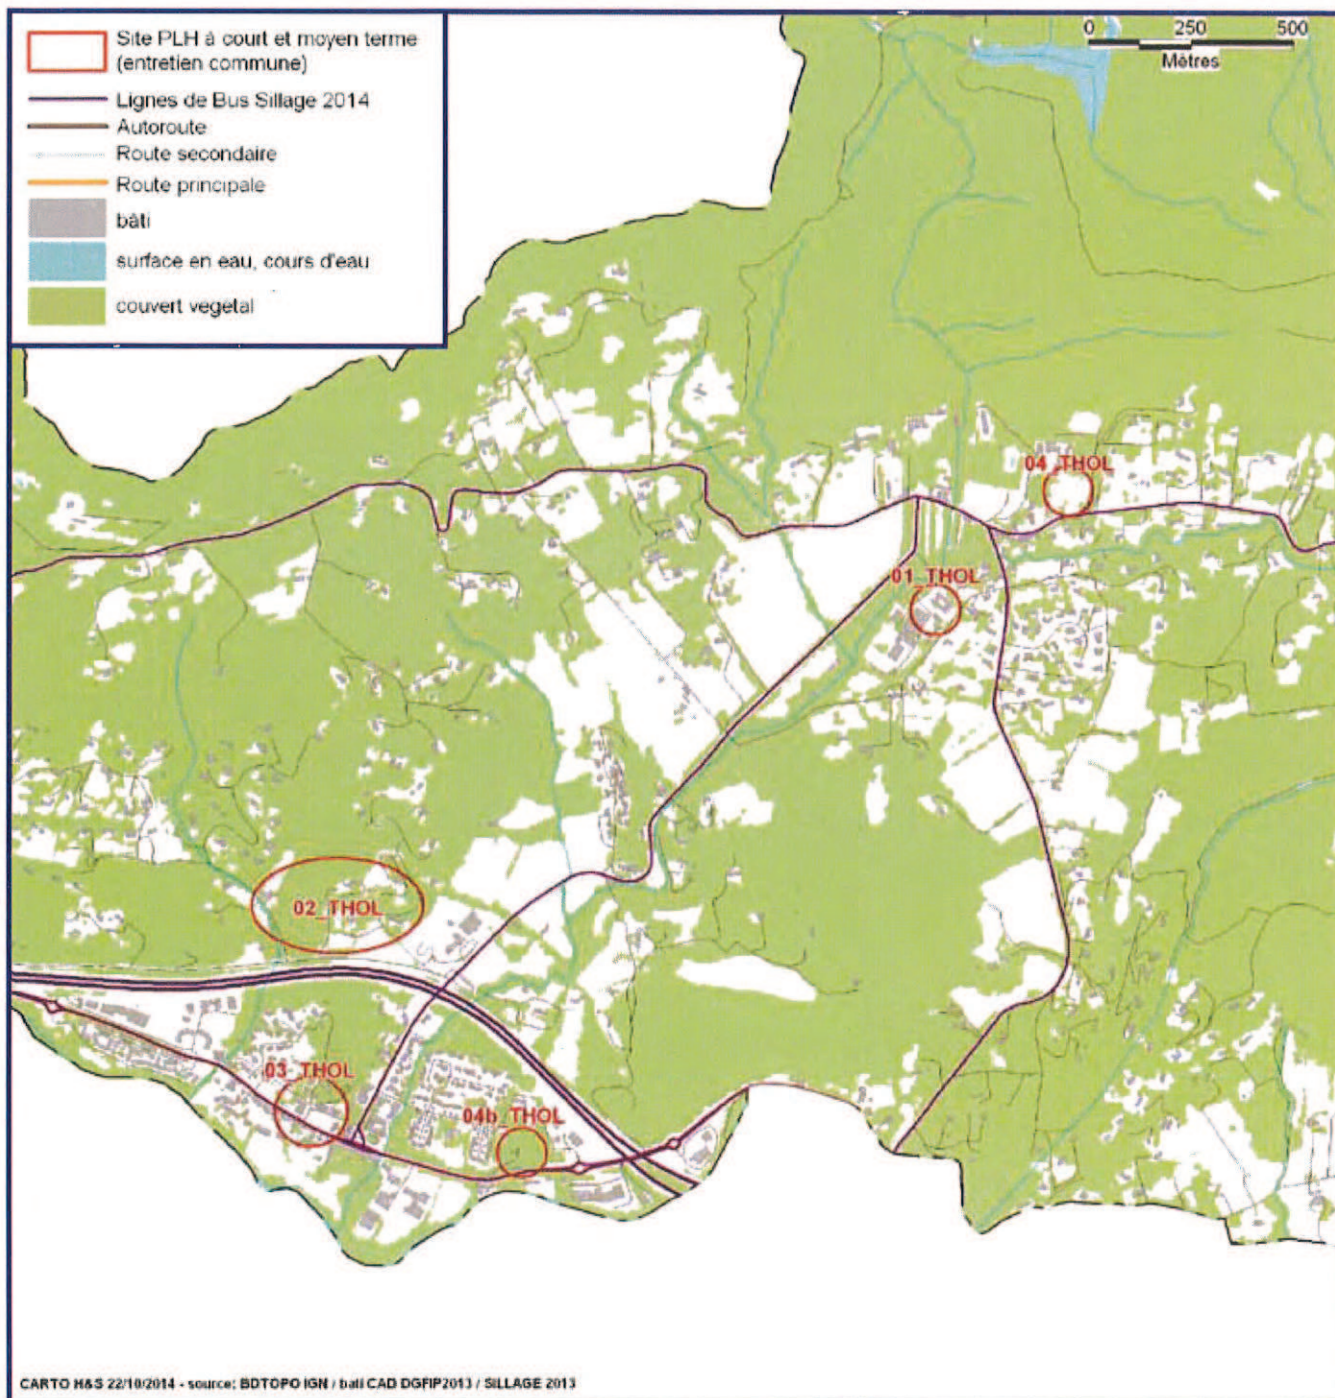 Site PLH à court et moyen terme
(entretien commune)
Lignes de Bus Sillage 2014
Autoroute
Route secondaire
Route principale
bâti
surface en eau, cours d'eau
couvert vegétal
0 250 500
Mètres
04_THOL
01_THOL
02_THOL
03_THOL
04b_THOL
CARTO H&S 22/10/2014 - source: BDTOPO IGN / bati CAD DGFIP2013 / SILLAGE 2013